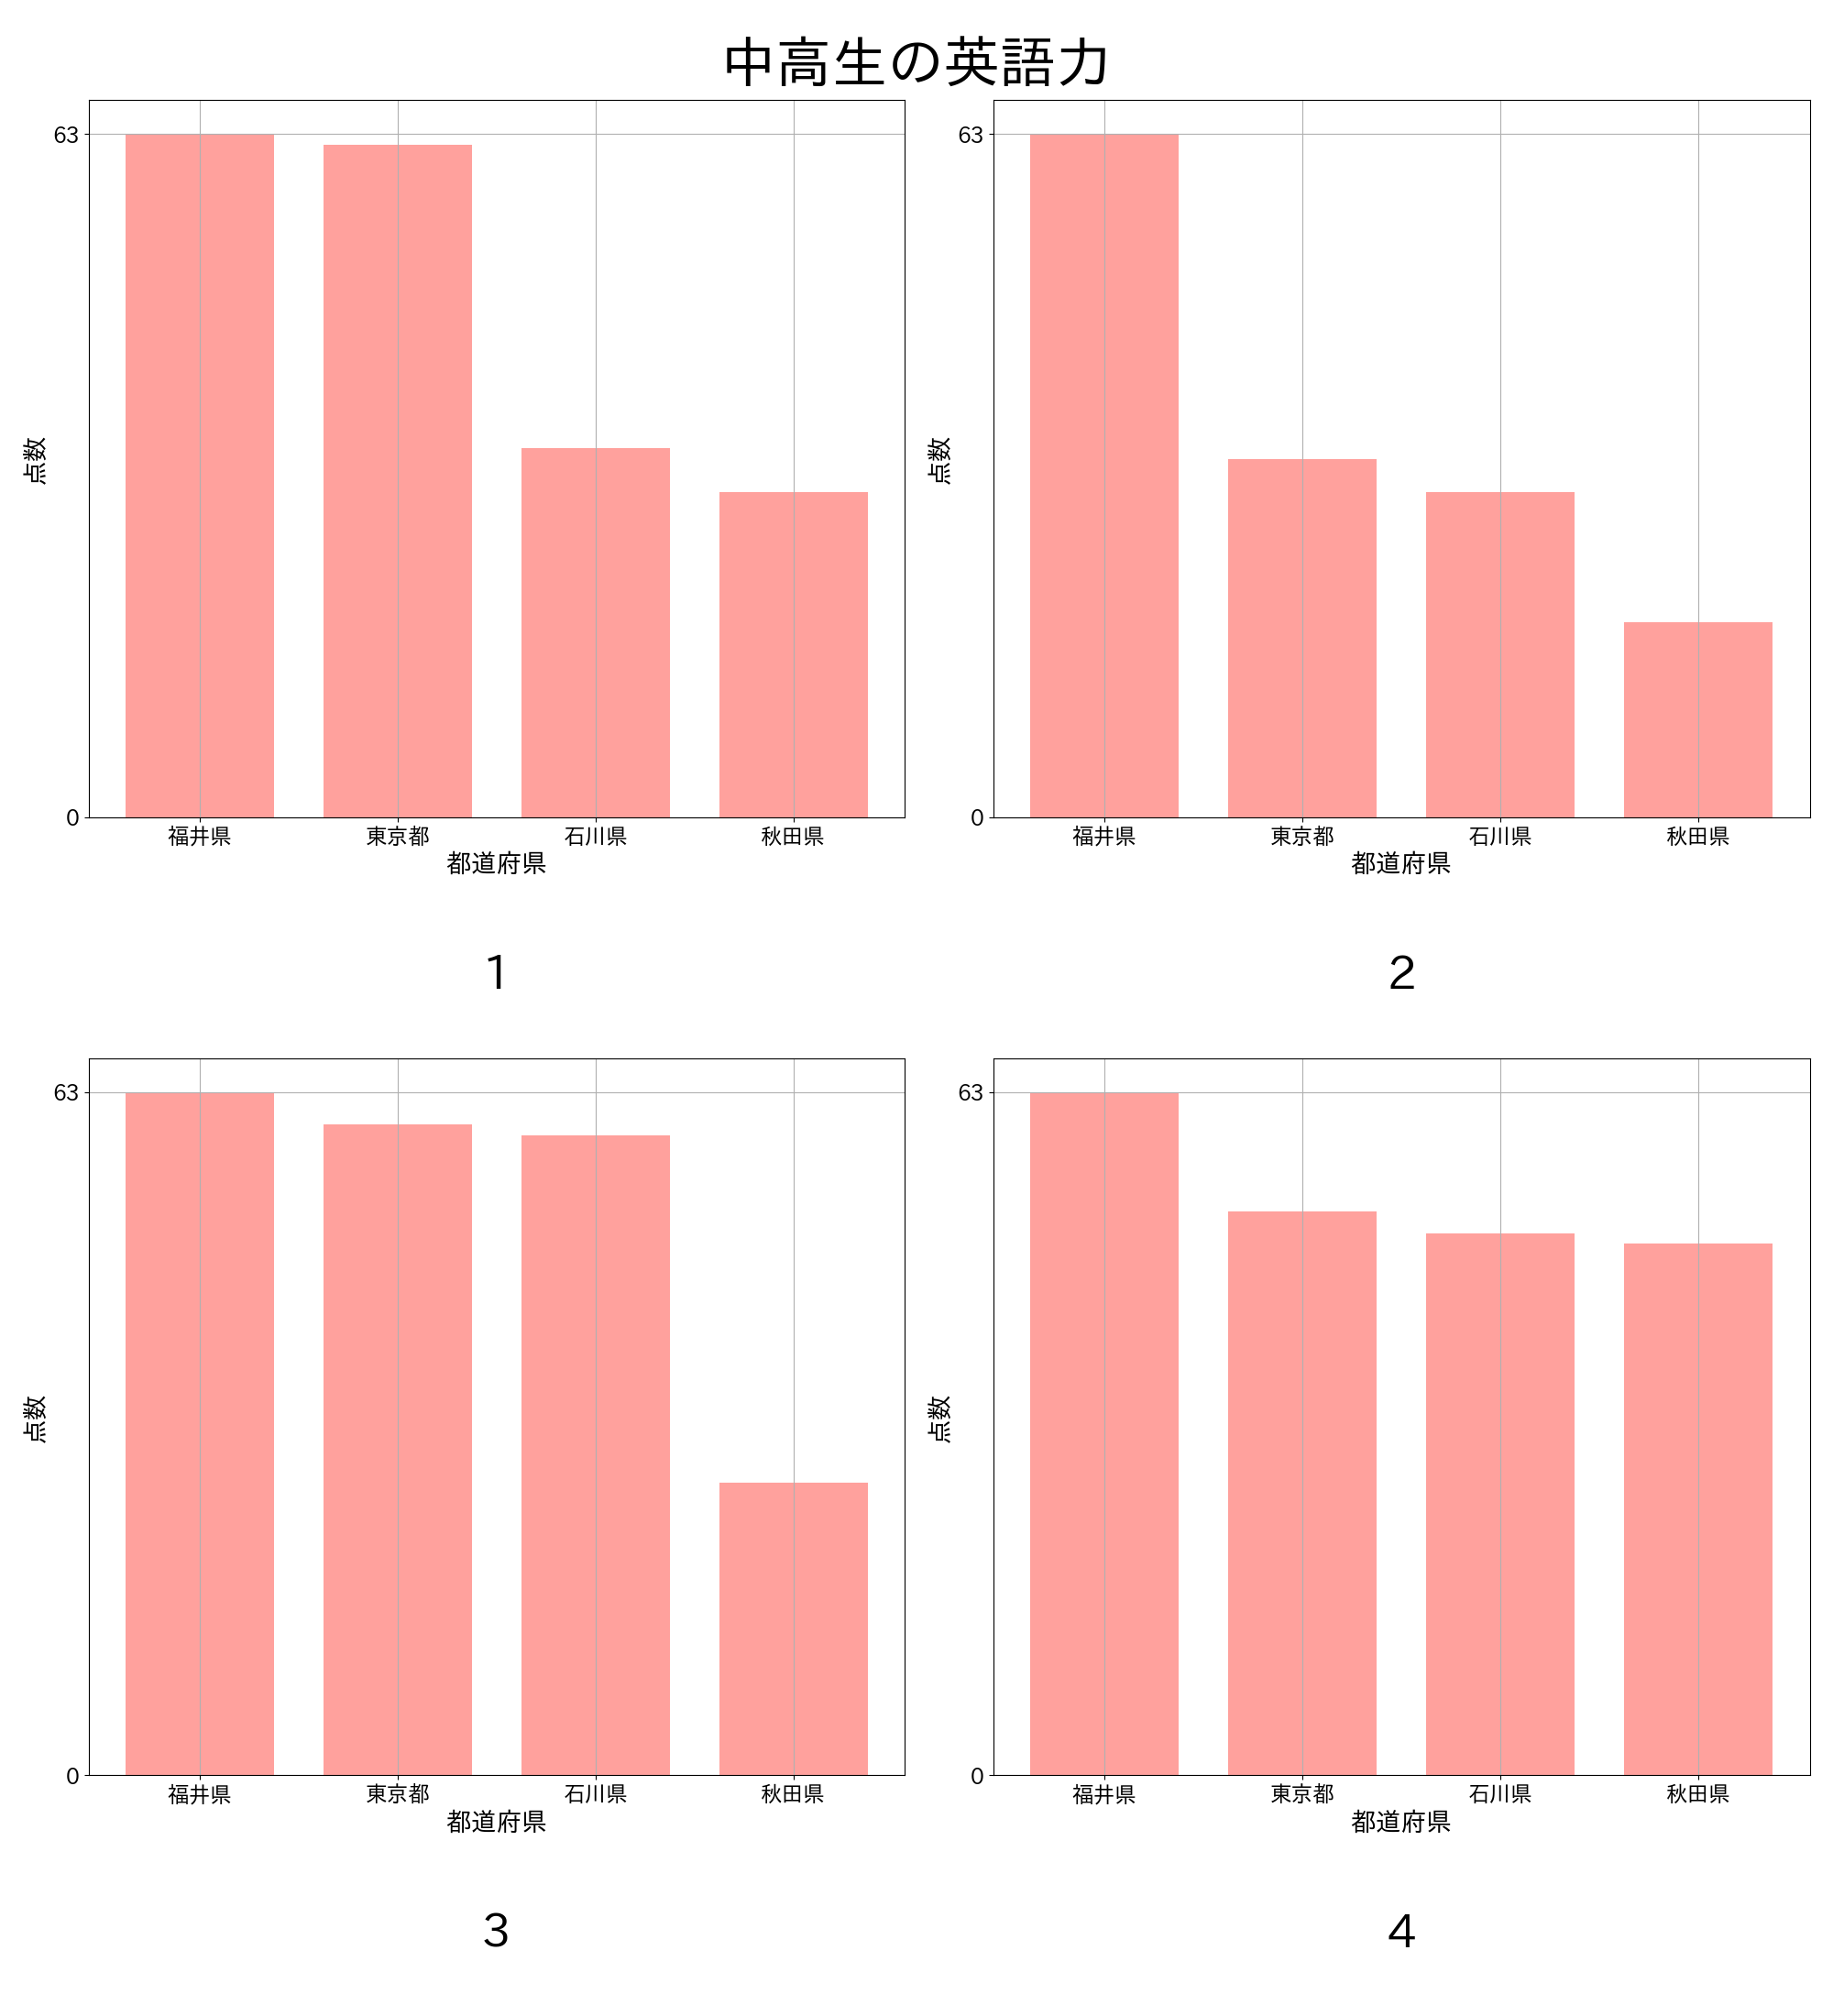 中高生の英語力
63
0
点数
福井県 東京都 石川県 秋田県
都道府県
1
63
0
点数
福井県 東京都 石川県 秋田県
都道府県
2
63
0
点数
福井県 東京都 石川県 秋田県
都道府県
3
63
0
点数
福井県 東京都 石川県 秋田県
都道府県
4